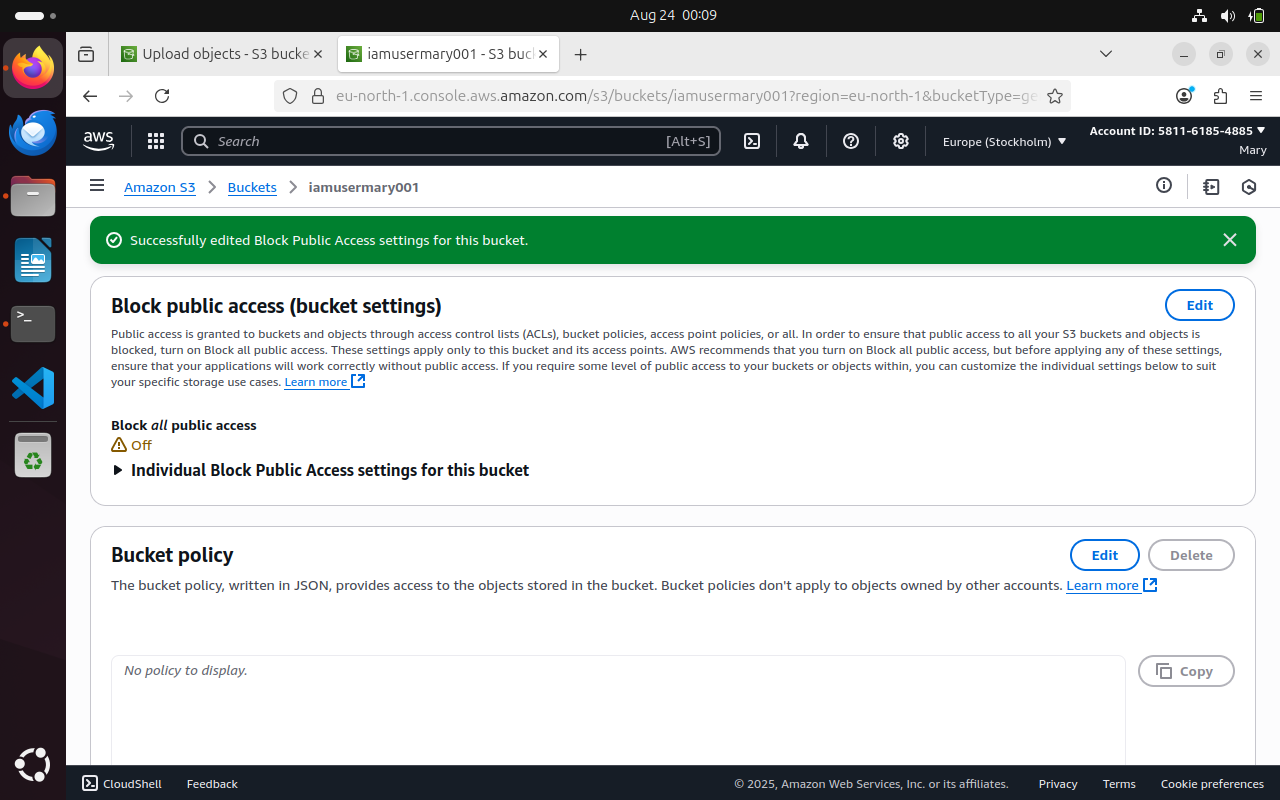 Aug 24 00:09
Upload objects - S3 bucke
iamusermary001 - S3 buc
eu-north-1.console.aws.amazon.com/s3/buckets/iamusermary001?region=eu-north-1&bucketType=ge
aws
Search
[Alt+S]
Europe (Stockholm)
Account ID: 5811-6185-4885
Mary
Amazon S3
Buckets
iamusermary001
Successfully edited Block Public Access settings for this bucket.
Block public access (bucket settings)
Edit
Public access is granted to buckets and objects through access control lists (ACLs), bucket policies, access point policies, or all. In order to ensure that public access to all your S3 buckets and objects is
blocked, turn on Block all public access. These settings apply only to this bucket and its access points. AWS recommends that you turn on Block all public access, but before applying any of these settings,
ensure that your applications will work correctly without public access. If you require some level of public access to your buckets or objects within, you can customize the individual settings below to suit
your specific storage use cases. Learn more
Block all public access
Off
Individual Block Public Access settings for this bucket
Bucket policy
Edit
Delete
The bucket policy, written in JSON, provides access to the objects stored in the bucket. Bucket policies don't apply to objects owned by other accounts. Learn more
No policy to display.
Copy
CloudShell
Feedback
© 2025, Amazon Web Services, Inc. or its affiliates.
Privacy
Terms
Cookie preferences